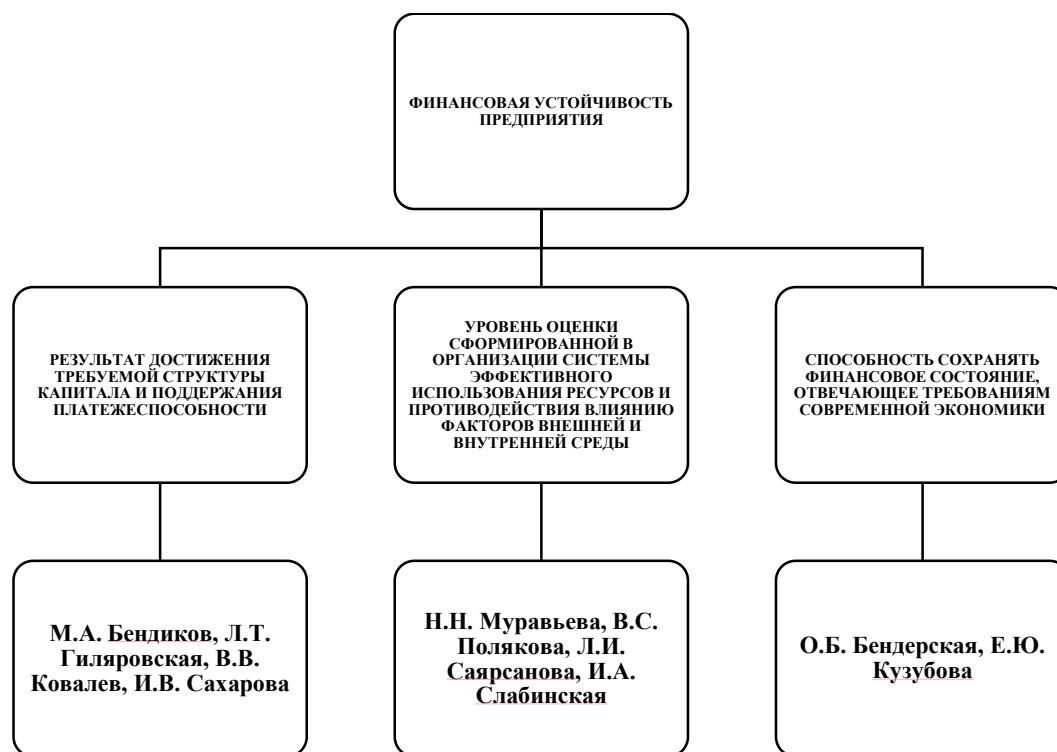 ФИНАНСОВАЯ УСТОЙЧИВОСТЬ
ПРЕДПРИЯТИЯ
РЕЗУЛЬТАТ ДОСТИЖЕНИЯ
ТРЕБУЕМОЙ СТРУКТУРЫ
КАПИТАЛА И ПОДДЕРЖАНИЯ
ПЛАТЕЖЕСПОСОБНОСТИ
УРОВЕНЬ ОЦЕНКИ
СФОРМИРОВАННОЙ В
ОРГАНИЗАЦИИ СИСТЕМЫ
ЭФФЕКТИВНОГО
ИСПОЛЬЗОВАНИЯ РЕСУРСОВ И
ПРОТИВОДЕЙСТВИЯ ВЛИЯНИЮ
ФАКТОРОВ ВНЕШНЕЙ И
ВНУТРЕННЕЙ СРЕДЫ
СПОСОБНОСТЬ СОХРАНЯТЬ
ФИНАНСОВОЕ СОСТОЯНИЕ,
ОТВЕЧАЮЩЕЕ ТРЕБОВАНИЯМ
СОВРЕМЕННОЙ ЭКОНОМИКИ
М.А. Бендиков, Л.Т.
Гиляровская, В.В.
Ковалев, И.В. Сахарова
Н.Н. Муравьева, В.С.
Полякова, Л.И.
Саярсанова, И.А.
Слабинская
О.Б. Бендерская, Е.Ю.
Кузубова